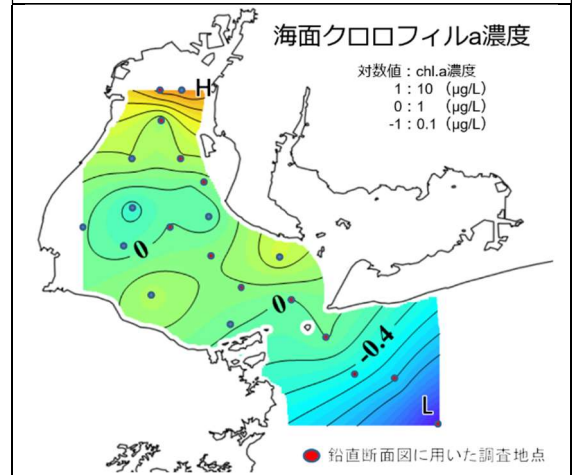 海面クロロフィルa濃度
対数値：chl.a濃度
1：10 （μg/L）
0：1 （μg/L）
-1：0.1 （μg/L）
H
0
0
-0.4
L
鉛直断面図に用いた調査地点